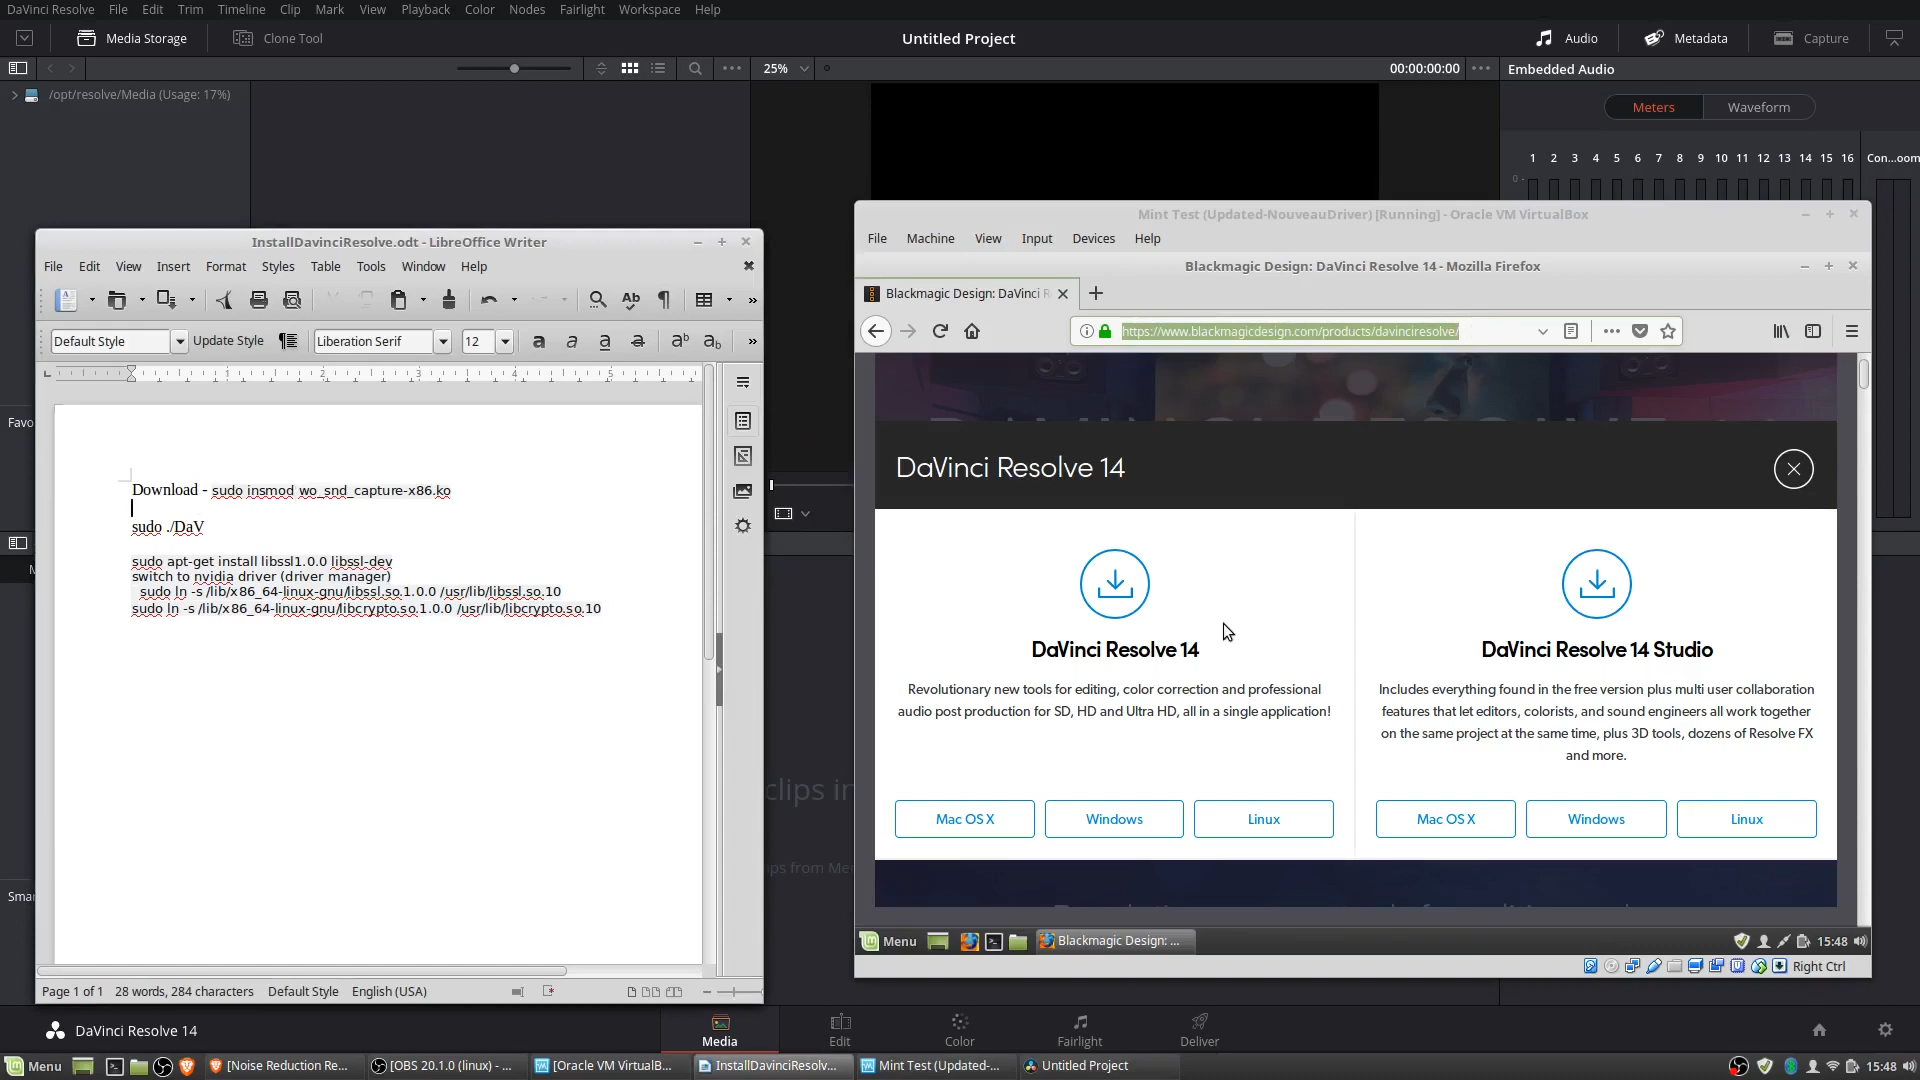 DaVinci Resolve File Edit Trim Timeline Clip Mark View Playback Color Nodes Fairlight Workspace Help
Media Storage Clone Tool Untitled Project Audio Metadata Capture
25% 00:00:00:00 Embedded Audio
/opt/resolve/Media (Usage: 17%)
Meters Waveform
1 2 3 4 5 6 7 8 9 10 11 12 13 14 15 16 Con...oom
0
InstallDavinciResolve.odt - LibreOffice Writer
File Edit View Insert Format Styles Table Tools Window Help
Default Style Update Style Liberation Serif 12
1 2 3 4 5
Download - sudo insmod wo_snd_capture-x86.ko
sudo ./DaV
sudo apt-get install libssl1.0.0 libssl-dev
switch to nvidia driver (driver manager)
sudo ln -s /lib/x86_64-linux-gnu/libssl.so.1.0.0 /usr/lib/libssl.so.10
sudo ln -s /lib/x86_64-linux-gnu/libcrypto.so.1.0.0 /usr/lib/libcrypto.so.10
Page 1 of 1 28 words, 284 characters Default Style English (USA)
Favo
Smar
clips in
ips from Me
Mint Test (Updated-NouveauDriver) [Running] - Oracle VM VirtualBox
File Machine View Input Devices Help
Blackmagic Design: DaVinci Resolve 14 - Mozilla Firefox
Blackmagic Design: DaVinci R
https://www.blackmagicdesign.com/products/davinciresolve/
DaVinci Resolve 14
DaVinci Resolve 14
Revolutionary new tools for editing, color correction and professional
audio post production for SD, HD and Ultra HD, all in a single application!
Mac OS X Windows Linux
DaVinci Resolve 14 Studio
Includes everything found in the free version plus multi user collaboration
features that let editors, colorists, and sound engineers all work together
on the same project at the same time, plus 3D tools, dozens of Resolve FX
and more.
Mac OS X Windows Linux
Menu Blackmagic Design: ... 15:48
Right Ctrl
DaVinci Resolve 14 Media Edit Color Fairlight Deliver
Menu [Noise Reduction Re... [OBS 20.1.0 (linux) - ... [Oracle VM VirtualB... InstallDavinciResolv... Mint Test (Updated-... Untitled Project 15:48